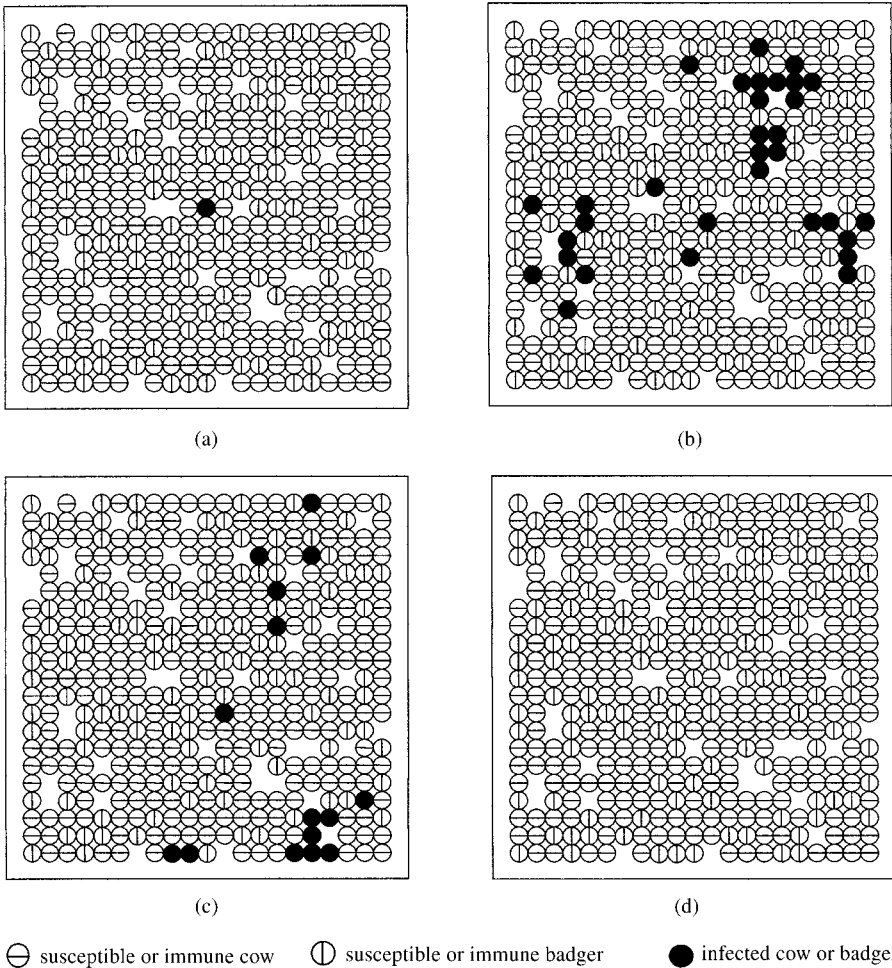 (a)
(b)
(c)
(d)
susceptible or immune cow
susceptible or immune badger
infected cow or badge